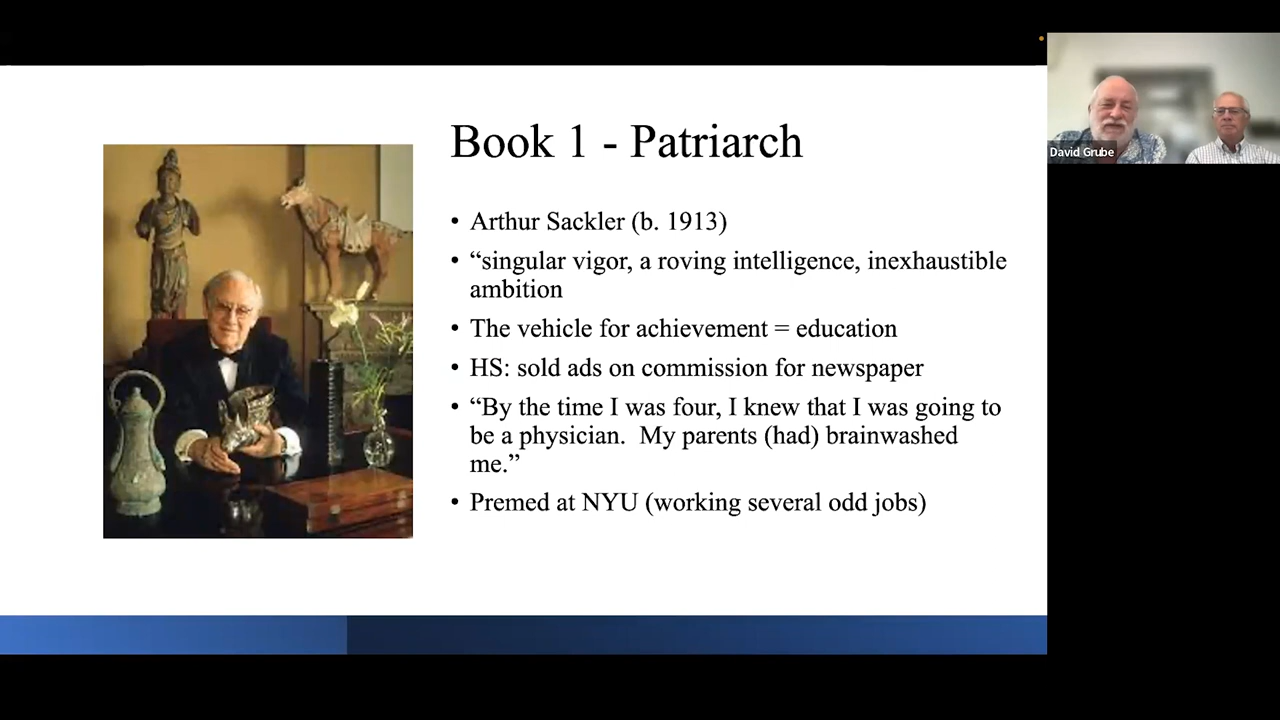 Book 1 - Patriarch
• Arthur Sackler (b. 1913)
• “singular vigor, a roving intelligence, inexhaustible
ambition
• The vehicle for achievement = education
• HS: sold ads on commission for newspaper
• “By the time I was four, I knew that I was going to
be a physician.  My parents (had) brainwashed
me.”
• Premed at NYU (working several odd jobs)
David Grube